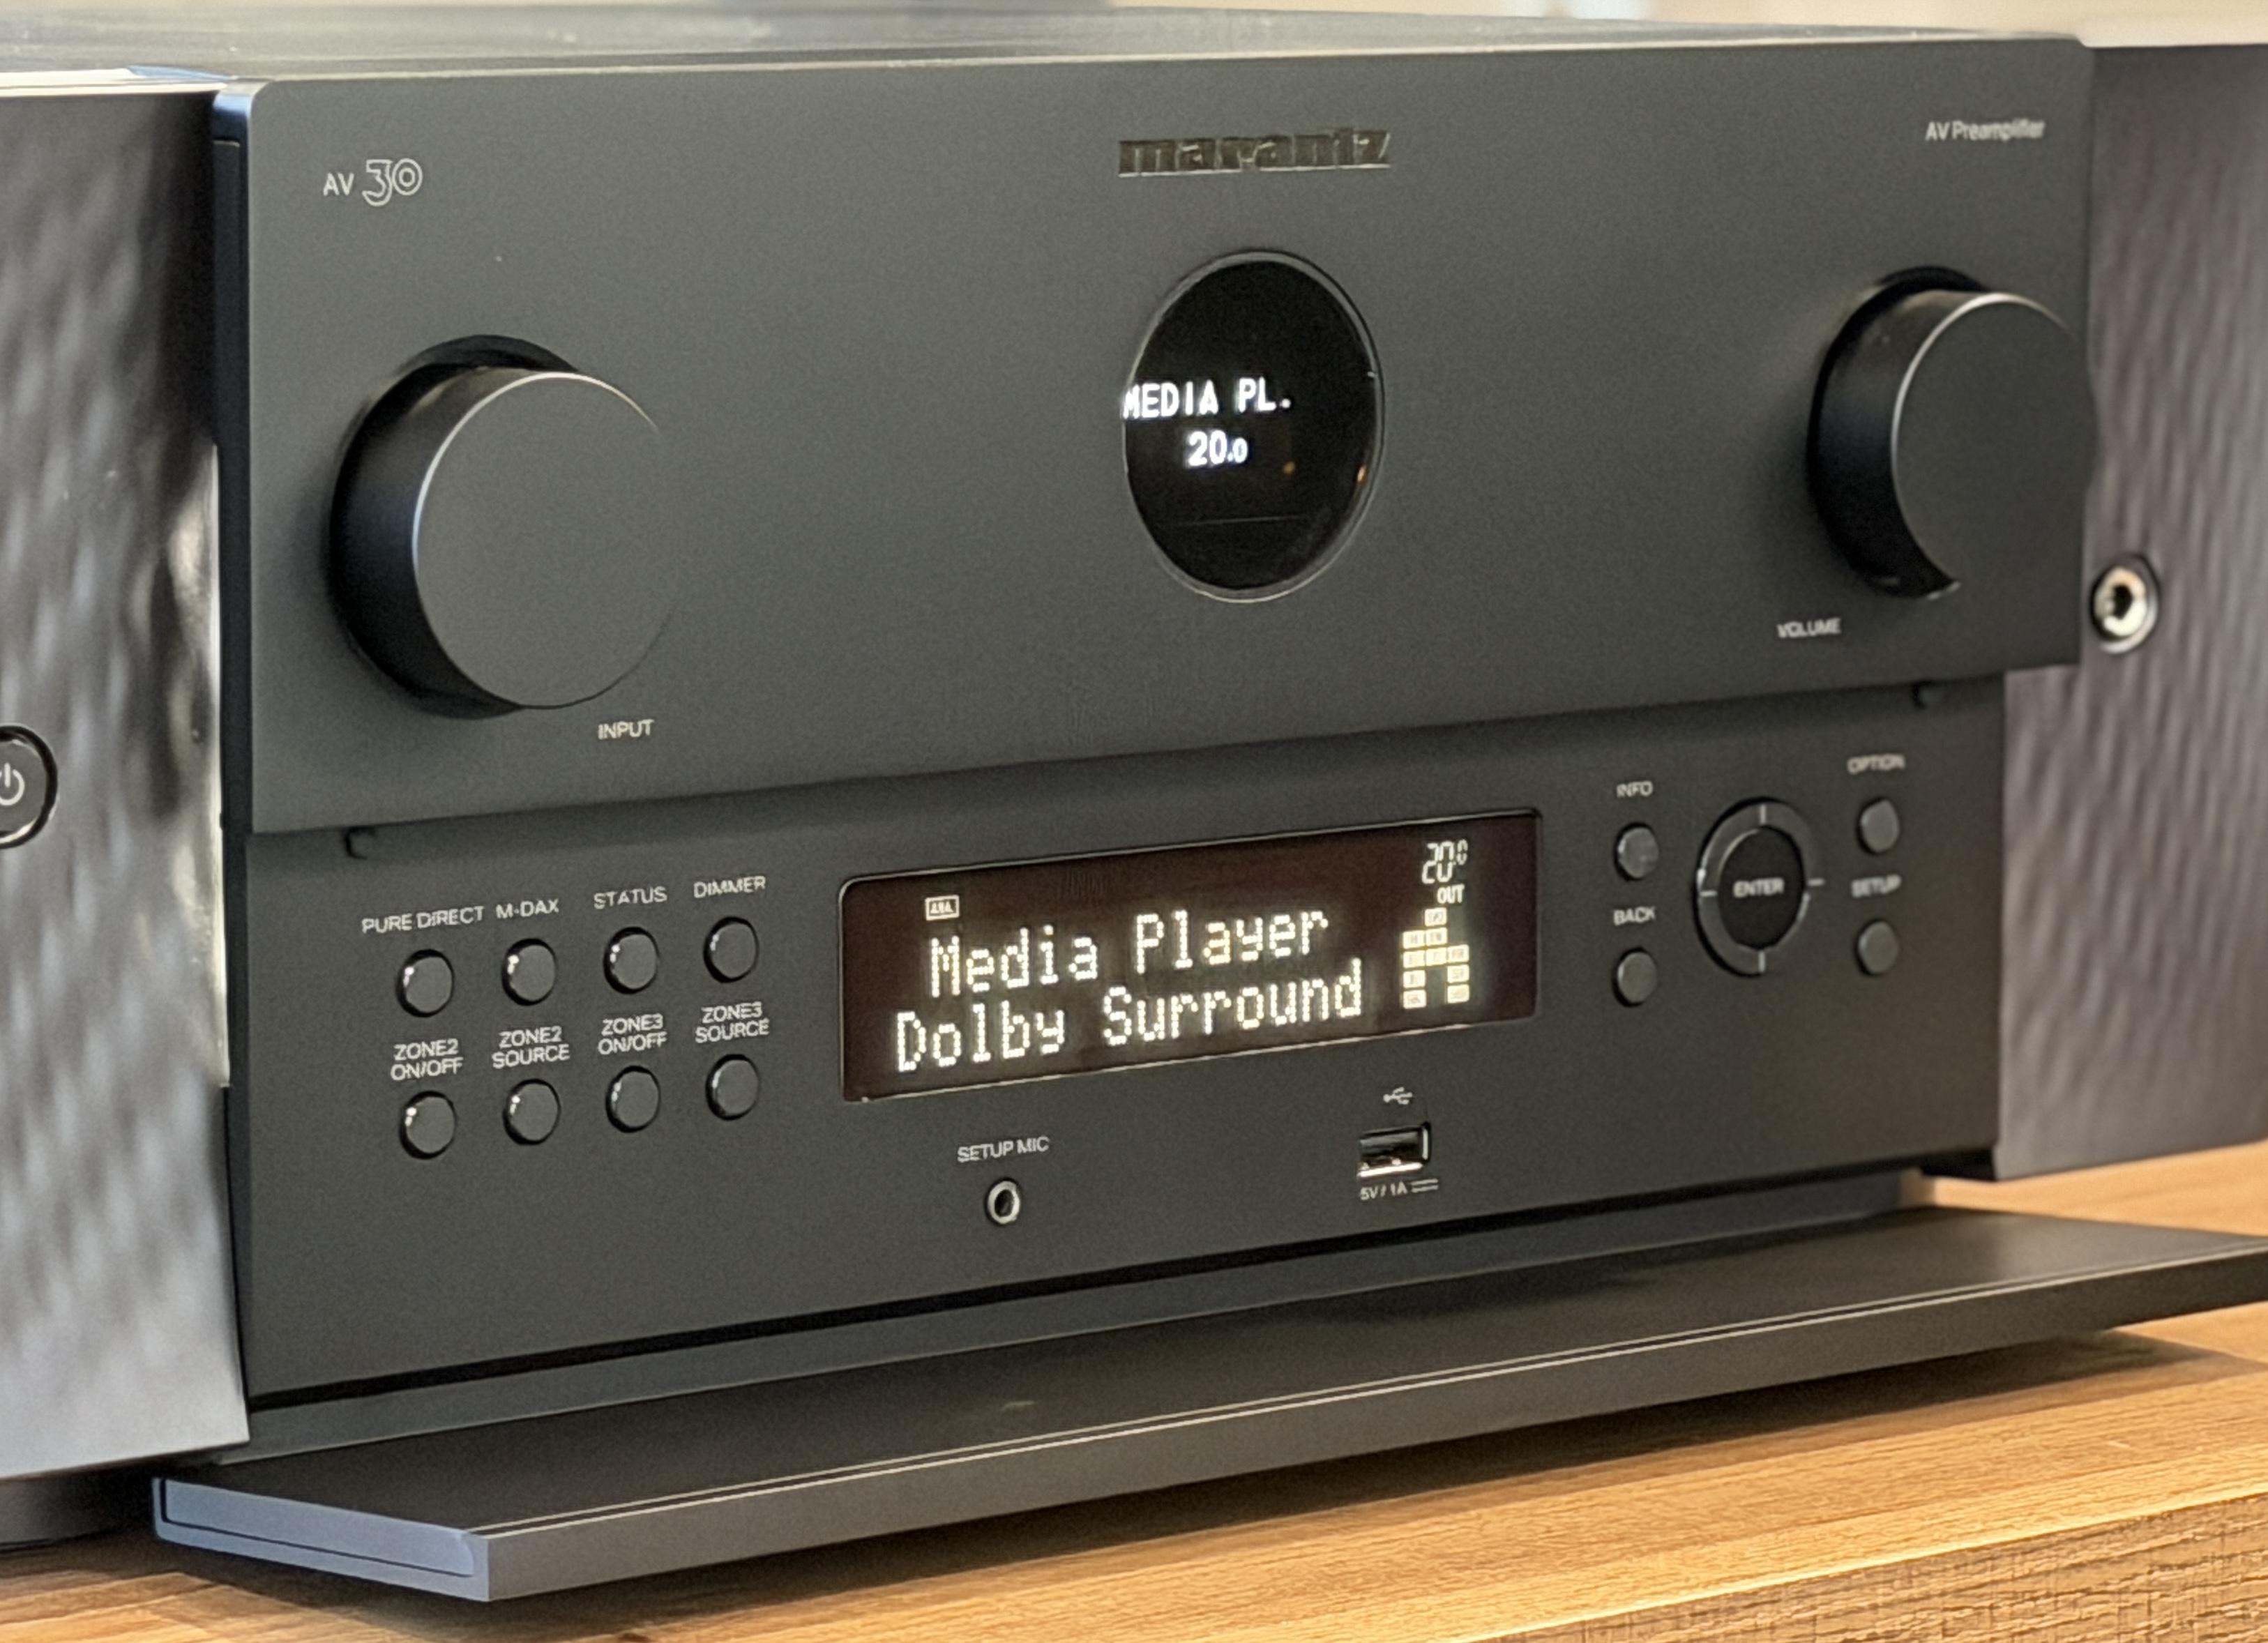 AV 30
marantz
AV Preamplifier
MEDIA PL.
20.0
INPUT
VOLUME
PURE DIRECT
M-DAX
STATUS
DIMMER
ZONE2
ON/OFF
ZONE2
SOURCE
ZONE3
ON/OFF
ZONE3
SOURCE
20.0
OUT
Media Player
Dolby Surround
INFO
BACK
ENTER
OPTION
SETUP
SETUP MIC
5V/1A